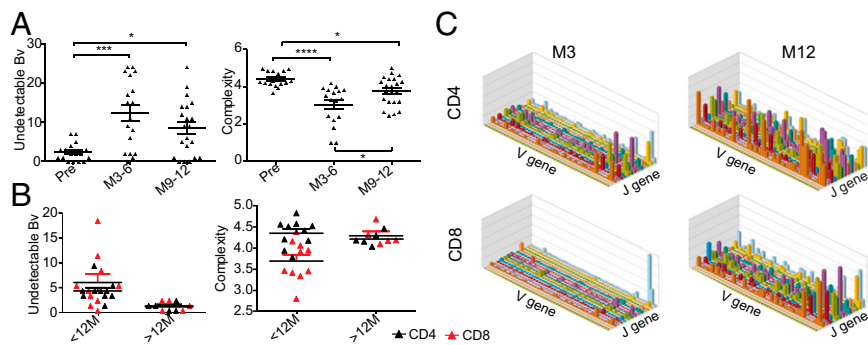 A
Undetectable Bv
30
20
10
0
***
*
Pre
M3-6
M9-12
Complexity
6
4
2
0
****
*
*
Pre
M3-6
M9-12
B
Undetectable Bv
20
15
10
5
0
<12M
>12M
Complexity
5.0
4.5
4.0
3.5
3.0
2.5
<12M
>12M
CD4
CD8
C
M3
M12
CD4
V gene
J gene
V gene
J gene
CD8
V gene
J gene
V gene
J gene